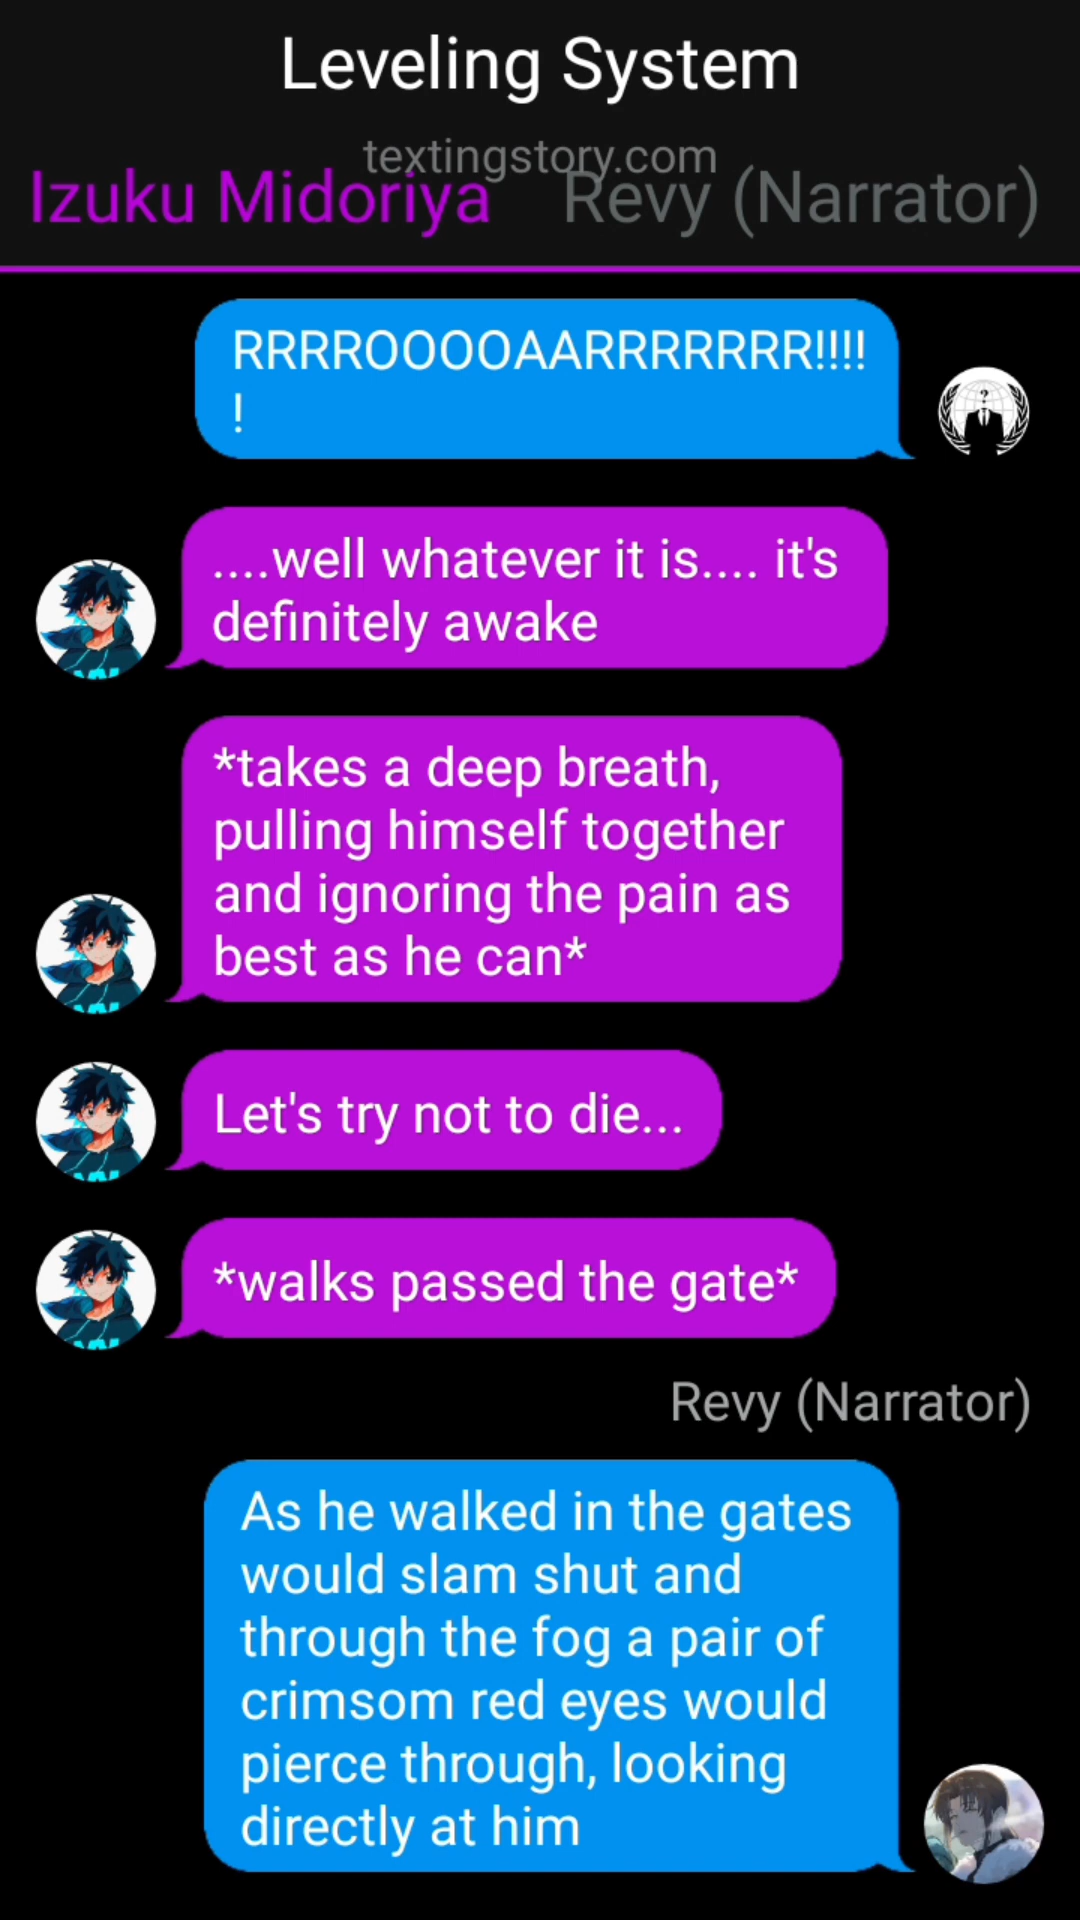 Leveling System
textingstory.com
Izuku Midoriya Revy (Narrator)
RRRROOOOAARRRRRRR!!!!
!
....well whatever it is.... it's
definitely awake
*takes a deep breath,
pulling himself together
and ignoring the pain as
best as he can*
Let's try not to die...
*walks passed the gate*
Revy (Narrator)
As he walked in the gates
would slam shut and
through the fog a pair of
crimsom red eyes would
pierce through, looking
directly at him